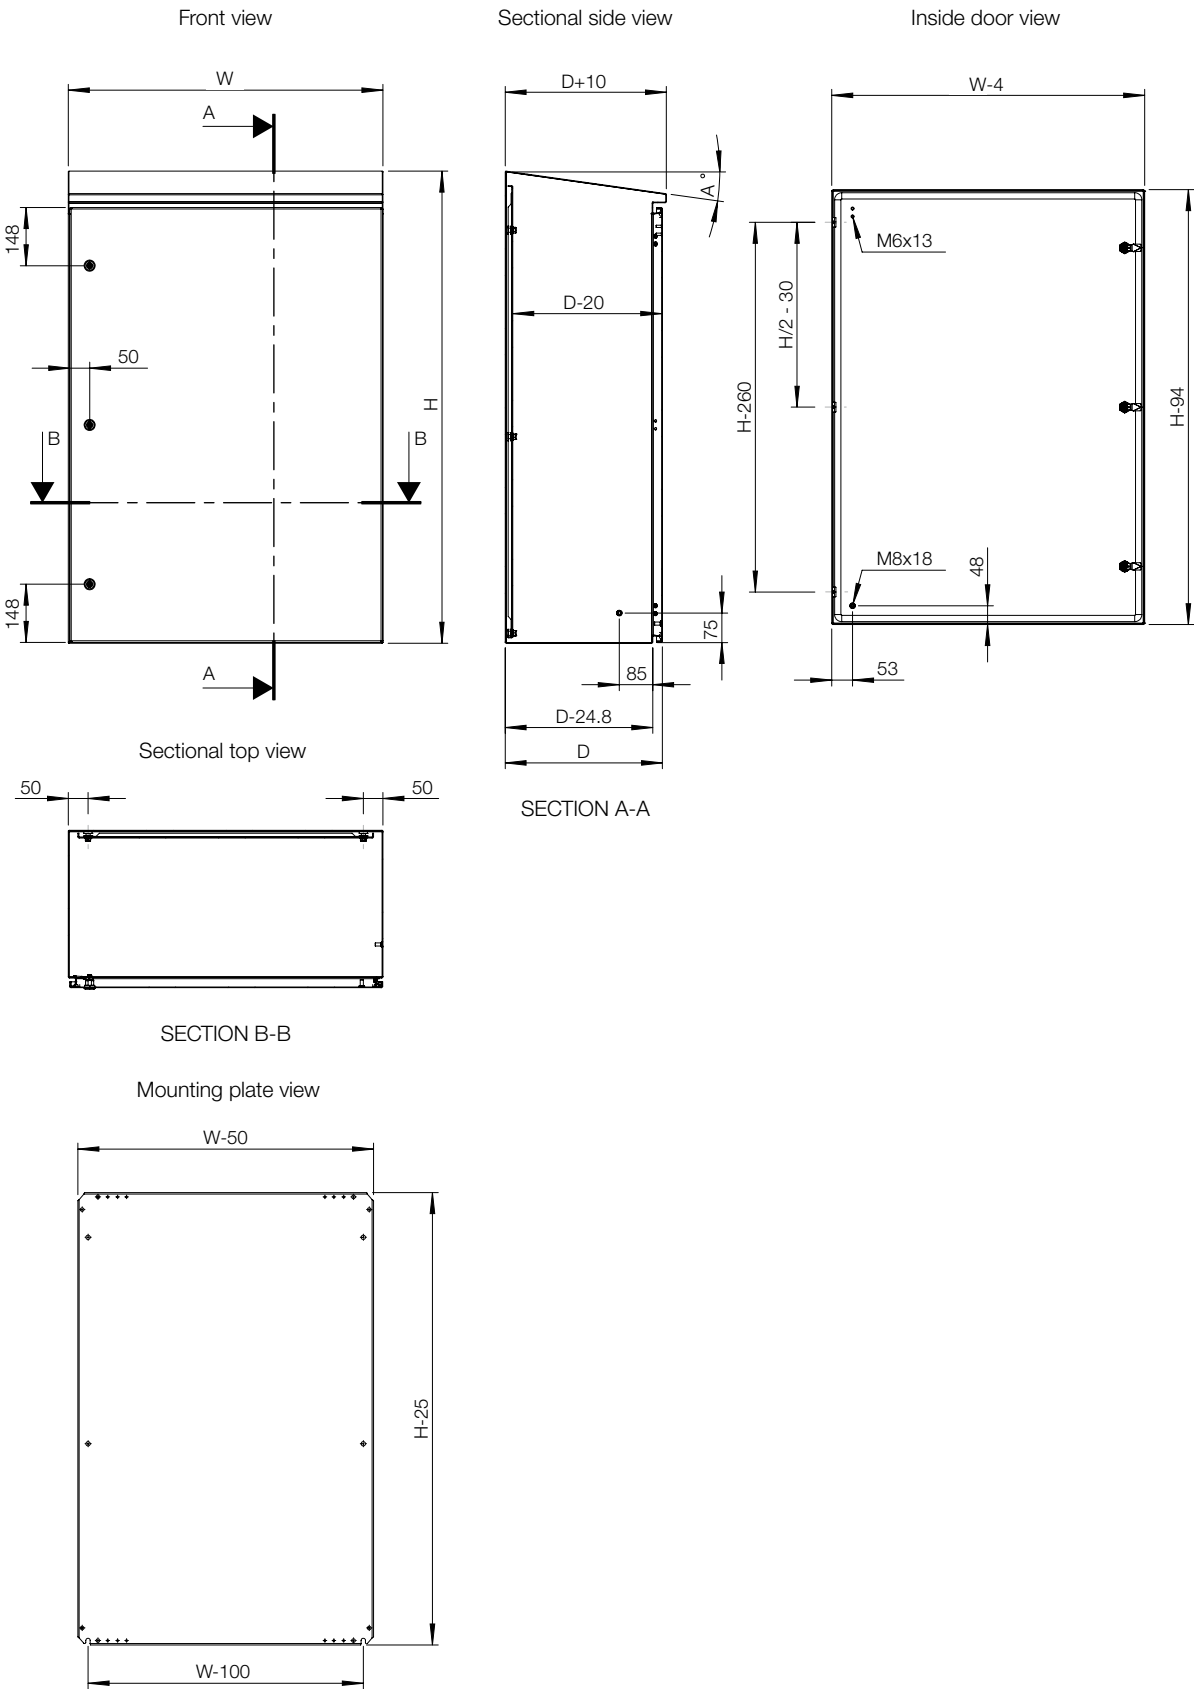 Front view
Sectional side view
Inside door view
W
D+10
W-4
A
A°
148
M6x13
H/2 - 30
D-20
50
H
H-260
H-94
B
B
M8x18
48
148
75
85
53
A
D-24.8
D
Sectional top view
50
50
SECTION A-A
SECTION B-B
Mounting plate view
W-50
H-25
W-100